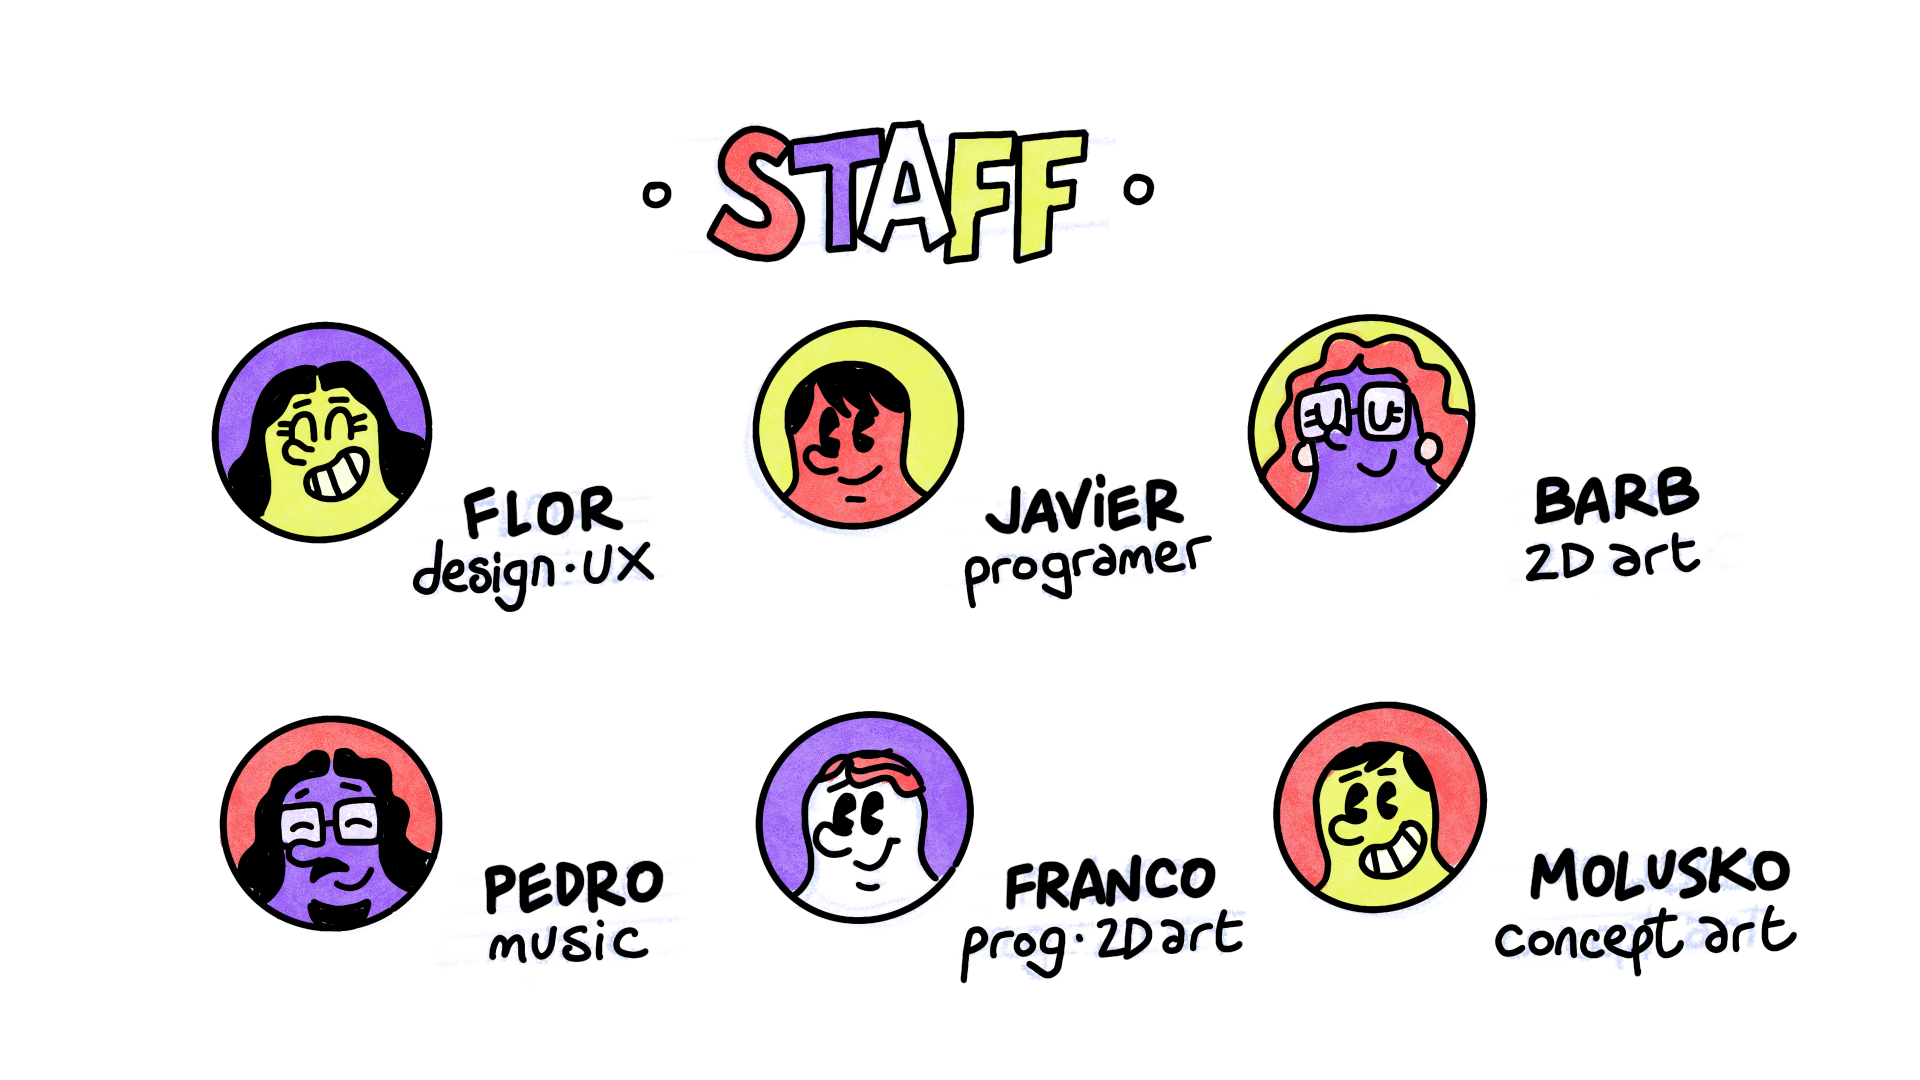 STAFF
FLOR
design·UX
JAViER
programer
BARB
2D art
PEDRO
music
FRANCO
prog·2D art
MOLUSKO
concept art